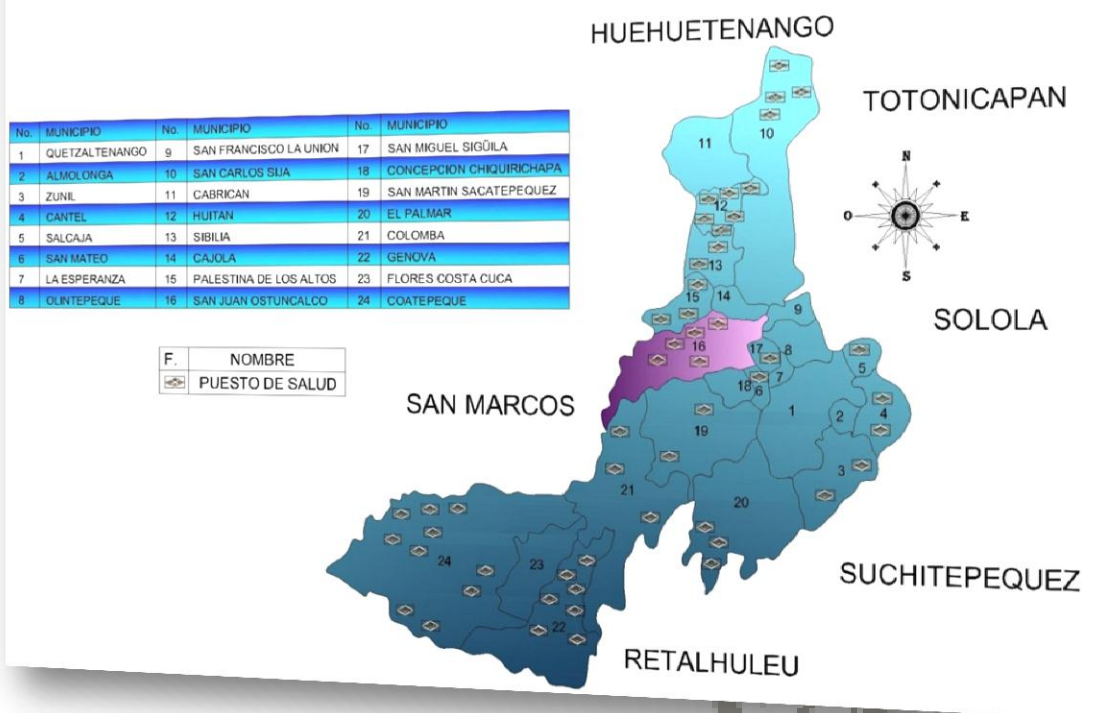 HUEHUETENANGO
TOTONICAPAN
No. MUNICIPIO No. MUNICIPIO No. MUNICIPIO
1 QUETZALTENANGO 9 SAN FRANCISCO LA UNION 17 SAN MIGUEL SIGÜILA
2 ALMOLONGA 10 SAN CARLOS SIJA 18 CONCEPCION CHIQUIRICHAPA
3 ZUNIL 11 CABRICAN 19 SAN MARTIN SACATEPEQUEZ
4 CANTEL 12 HUITAN 20 EL PALMAR
5 SALCAJA 13 SIBILIA 21 COLOMBA
6 SAN MATEO 14 CAJOLA 22 GENOVA
7 LA ESPERANZA 15 PALESTINA DE LOS ALTOS 23 FLORES COSTA CUCA
8 OLINTEPEQUE 16 SAN JUAN OSTUNCALCO 24 COATEPEQUE
10
11
N
12
O E
S
13
15 14
9
SOLOLA
F. NOMBRE
PUESTO DE SALUD
16
17 8
5
7
18 6
SAN MARCOS
1
2 4
19
3
21
20
24
23
SUCHITEPEQUEZ
22
RETALHULEU